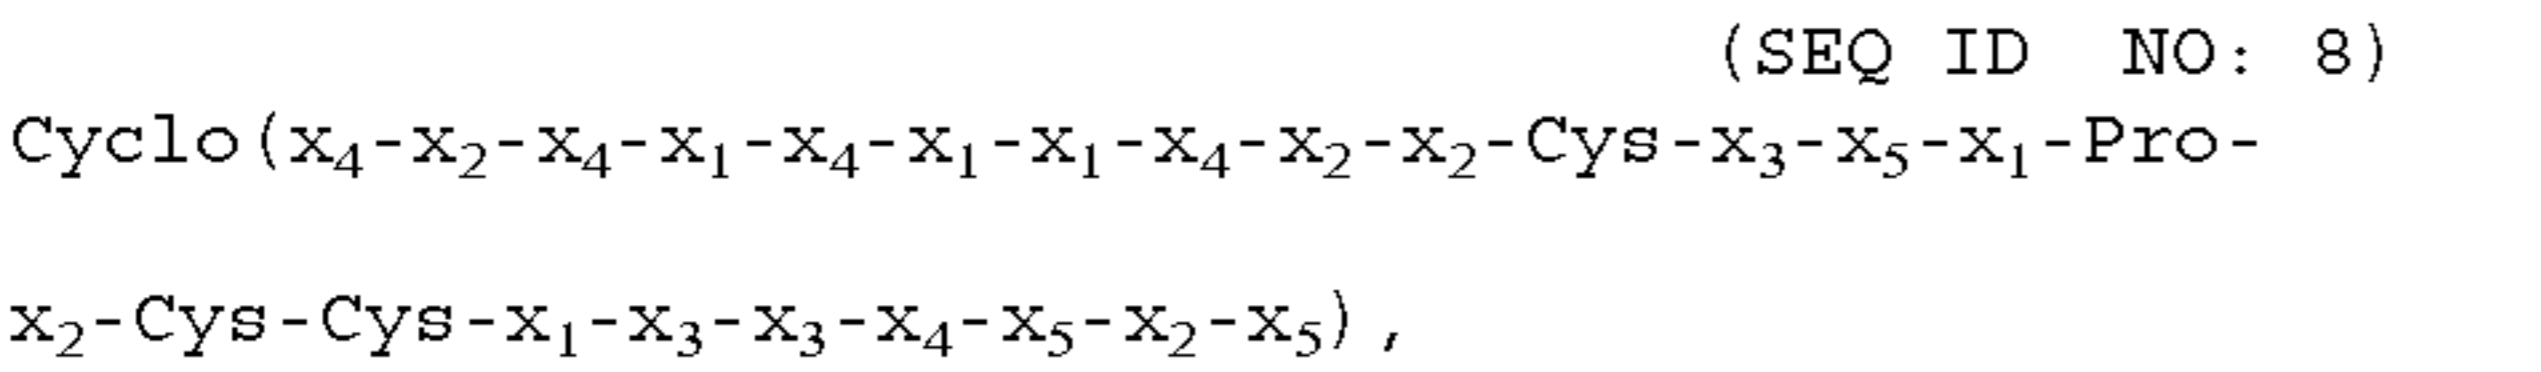 (SEQ ID NO: 8)
Cyclo(x₄-x₂-x₄-x₁-x₄-x₁-x₁-x₄-x₂-x₂-Cys-x₃-x₅-x₁-Pro-
x₂-Cys-Cys-x₁-x₃-x₃-x₄-x₅-x₂-x₅),